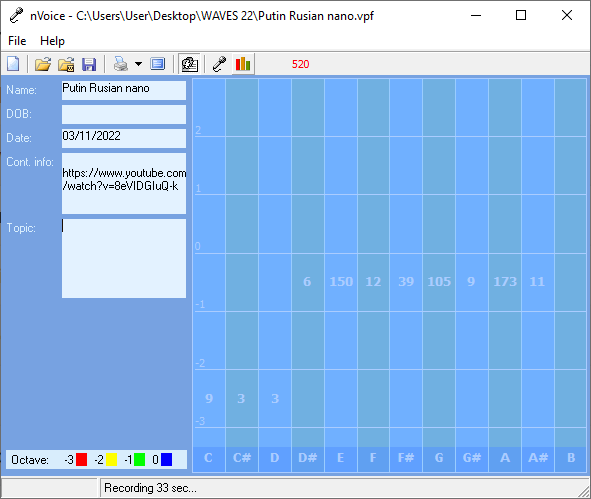 nVoice - C:\Users\User\Desktop\WAVES 22\Putin Rusian nano.vpf
File Help
520
Name: Putin Rusian nano
DOB:
Date: 03/11/2022
Cont. info: https://www.youtube.com
/watch?v=8eVIDGIuQ-k
Topic:
2
1
0
6 150 12 39 105 9 173 11
-1
-2
9 3 3
-3
C C# D D# E F F# G G# A A# B
Octave: -3 -2 -1 0
Recording 33 sec...